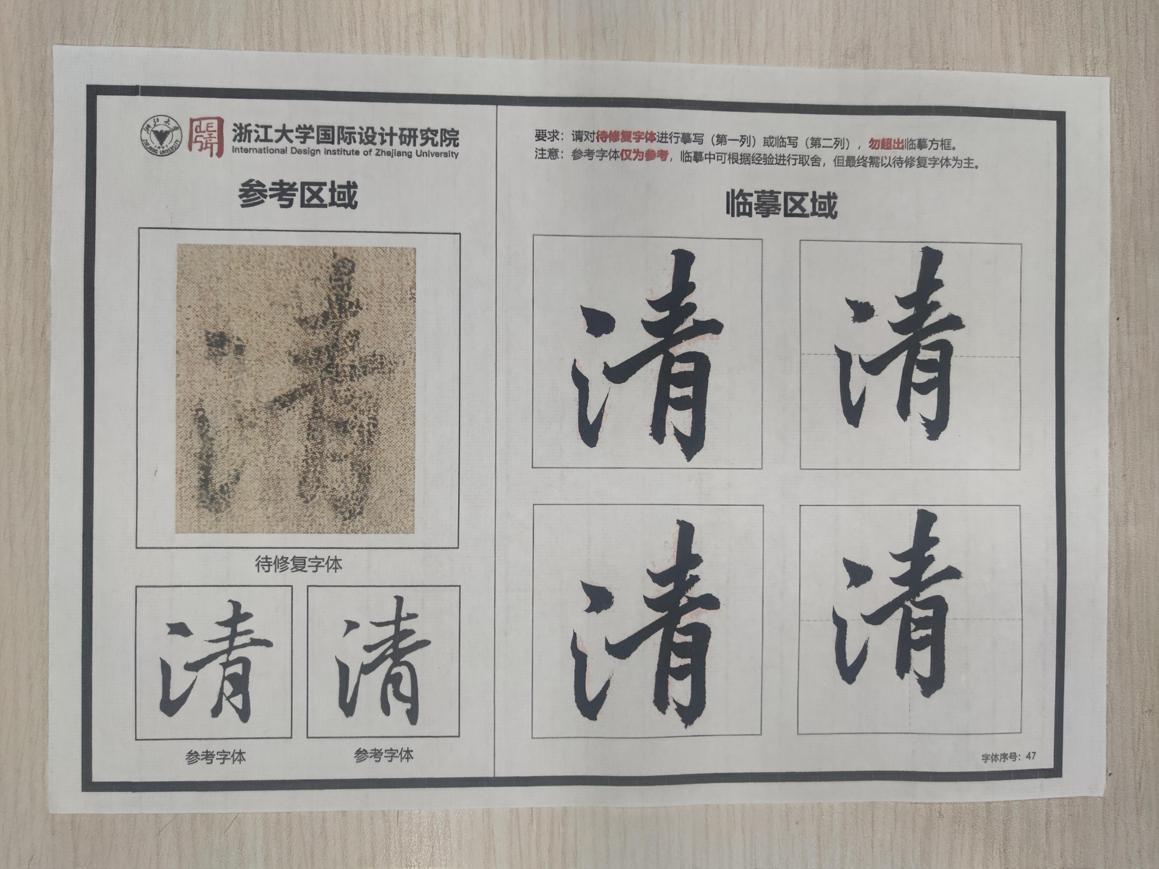 浙江大学国际设计研究院
International Design Institute of Zhejiang University
参考区域
清
待修复字体
清 清
参考字体 参考字体
要求：请对待修复字体进行摹写（第一列）或临写（第二列），勿超出临摹方框。
注意：参考字体仅为参考，临摹中可根据经验进行取舍，但最终需以待修复字体为主。
临摹区域
清 清
清 清
字体序号：47